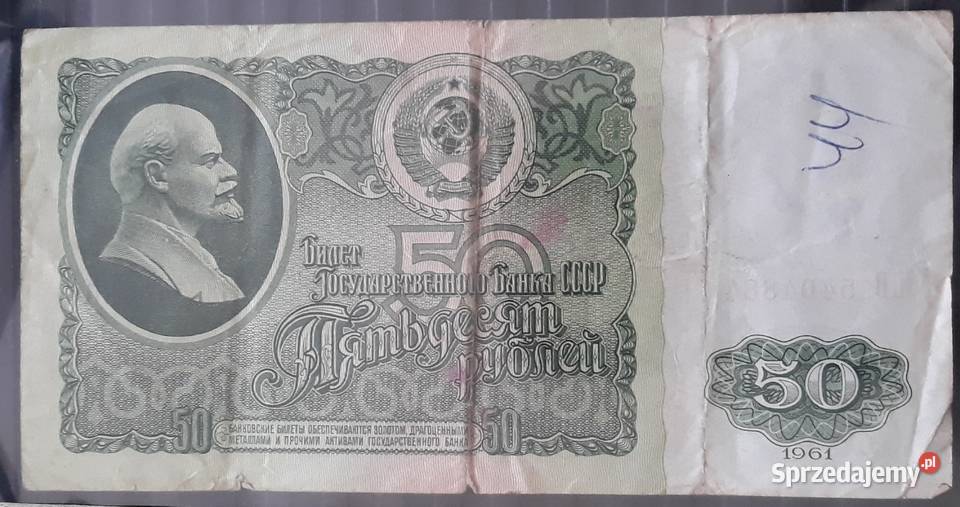 44
Билет
Государственного Банка СССР
50
Пятьдесят
рублей
50 БАНКОВСКИЕ БИЛЕТЫ ОБЕСПЕЧИВАЮТСЯ ЗОЛОТОМ, ДРАГОЦЕННЫМИ 50
МЕТАЛЛАМИ И ПРОЧИМИ АКТИВАМИ ГОСУДАРСТВЕННОГО БАНКА
50
1961
Sprzedajemy.pl